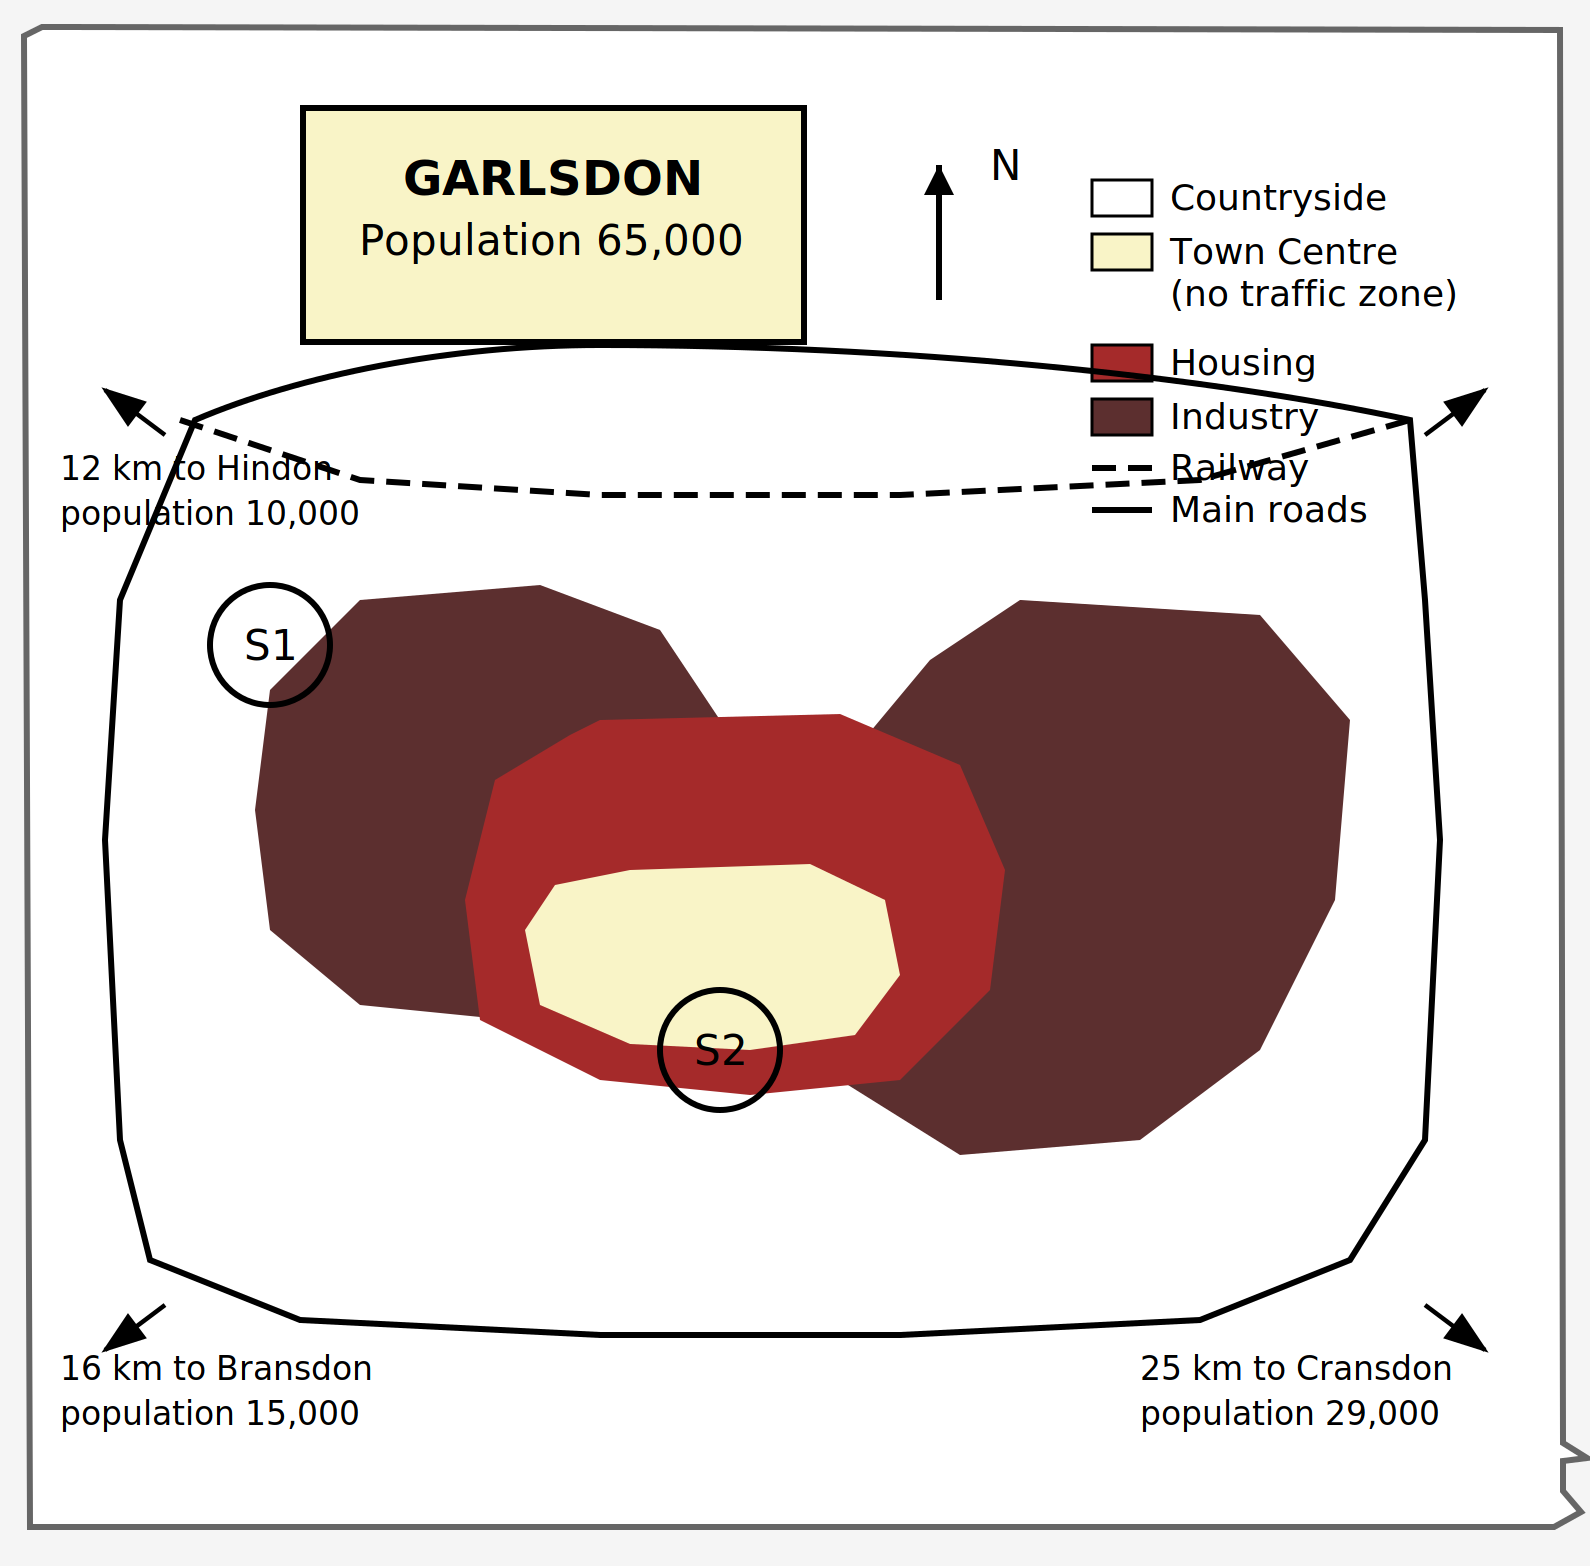 GARLSDON
Population 65,000
N
Countryside
Town Centre
(no traffic zone)
Housing
Industry
Railway
Main roads
12 km to Hindon
population 10,000
S1
S2
16 km to Bransdon
population 15,000
25 km to Cransdon
population 29,000